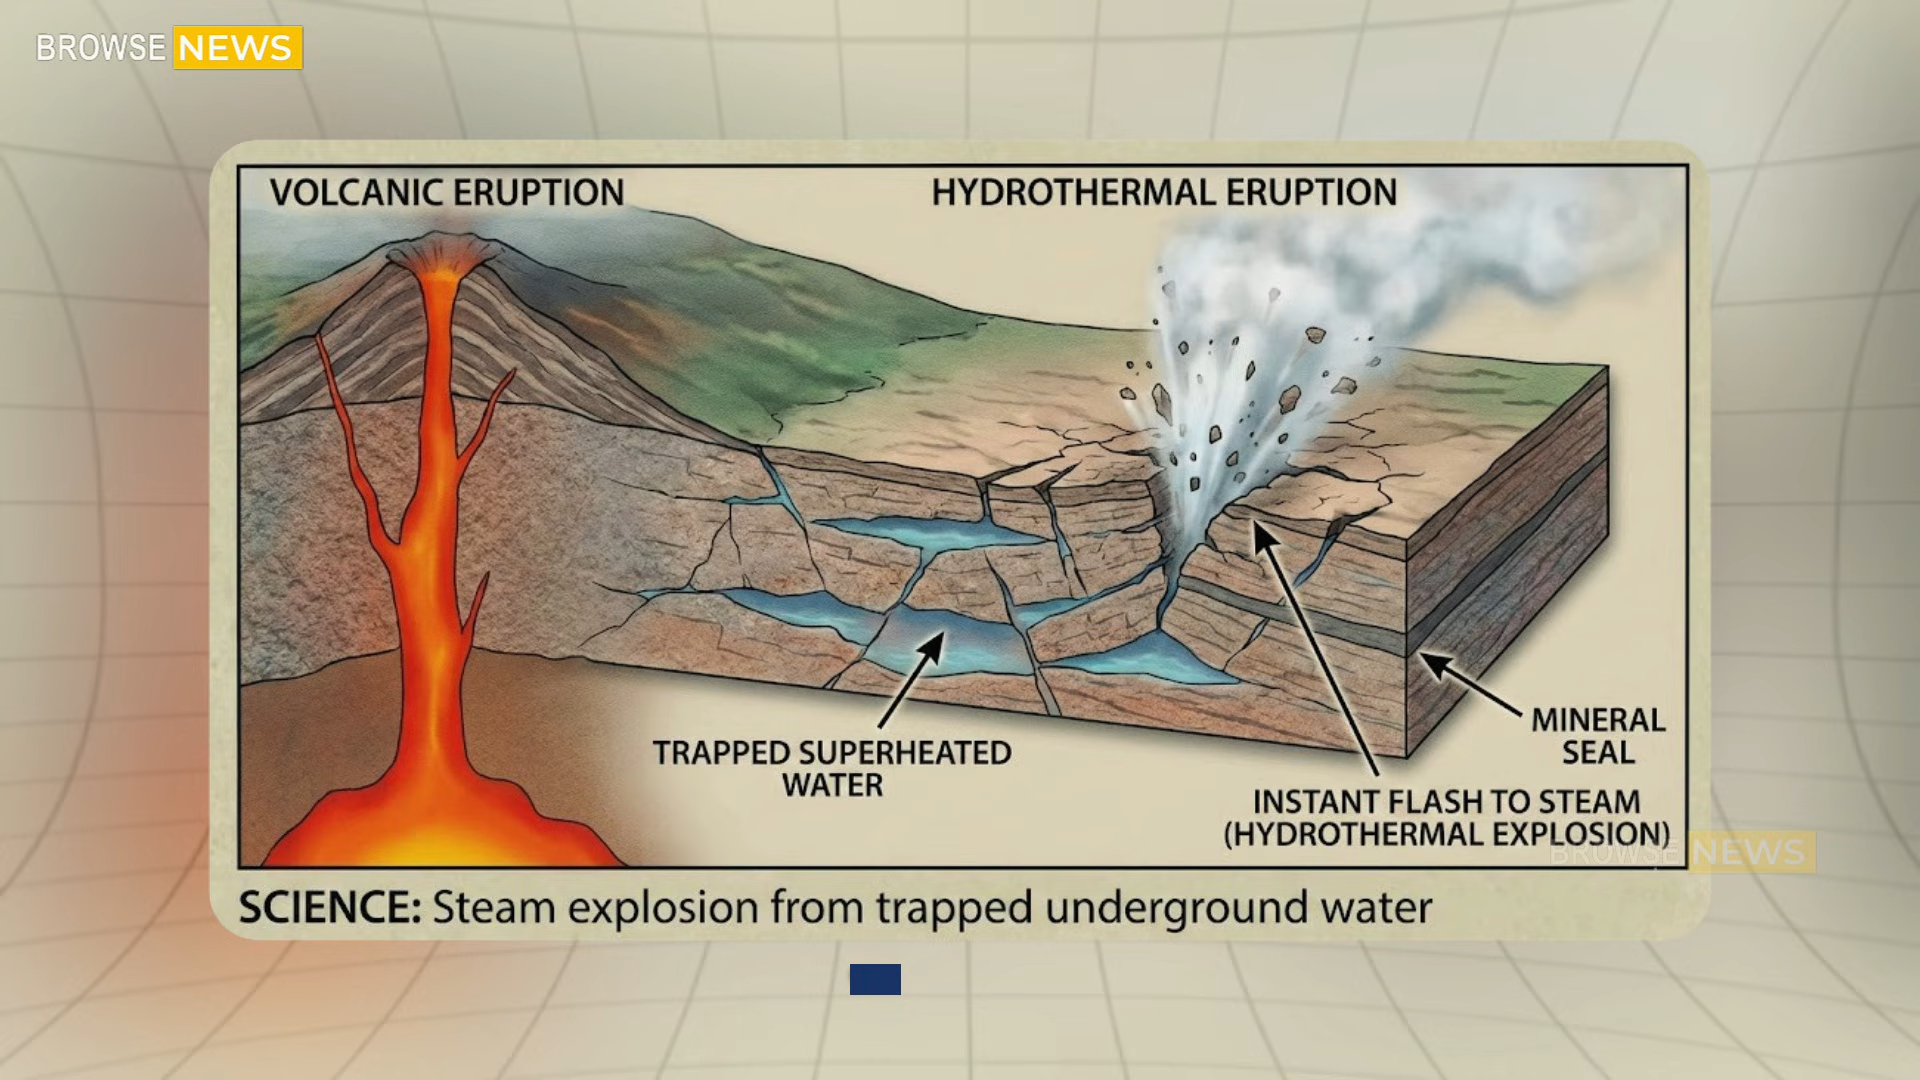 BROWSE NEWS
VOLCANIC ERUPTION
HYDROTHERMAL ERUPTION
TRAPPED SUPERHEATED
WATER
MINERAL
SEAL
INSTANT FLASH TO STEAM
(HYDROTHERMAL EXPLOSION)
BROWSE NEWS
SCIENCE: Steam explosion from trapped underground water